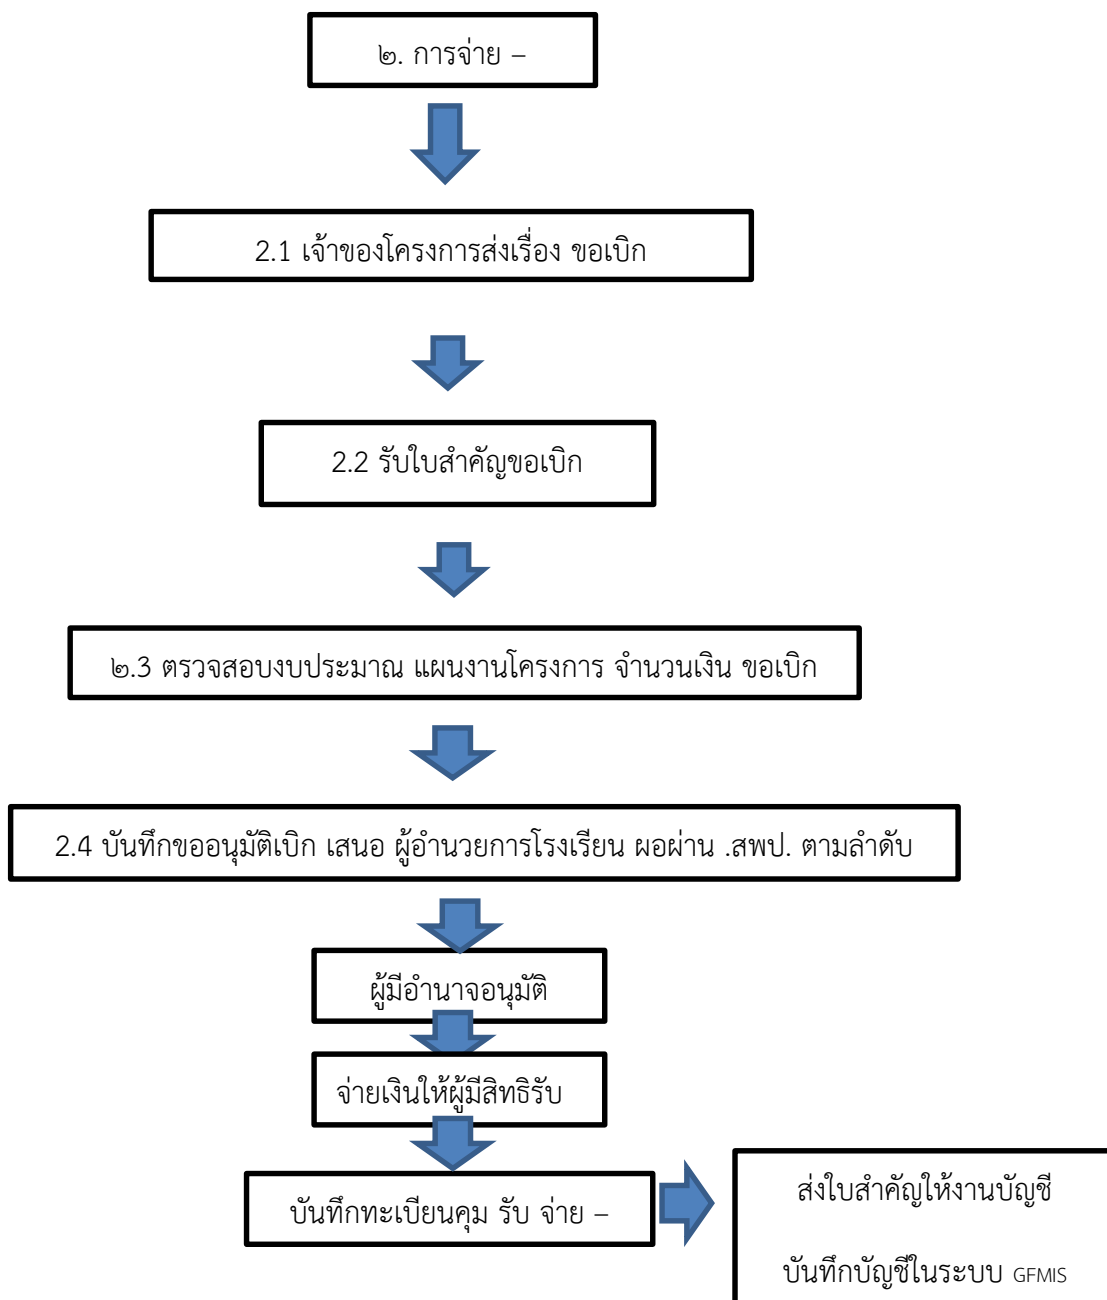 ๒. การจ่าย –
2.1 เจ้าของโครงการส่งเรื่อง ขอเบิก
2.2 รับใบสำคัญขอเบิก
๒.3 ตรวจสอบงบประมาณ แผนงานโครงการ จำนวนเงิน ขอเบิก
2.4 บันทึกขออนุมัติเบิก เสนอ ผู้อำนวยการโรงเรียน ผอผ่าน .สพป. ตามลำดับ
ผู้มีอำนาจอนุมัติ
จ่ายเงินให้ผู้มีสิทธิรับ
บันทึกทะเบียนคุม รับ จ่าย –
ส่งใบสำคัญให้งานบัญชี
บันทึกบัญชีในระบบ GFMIS